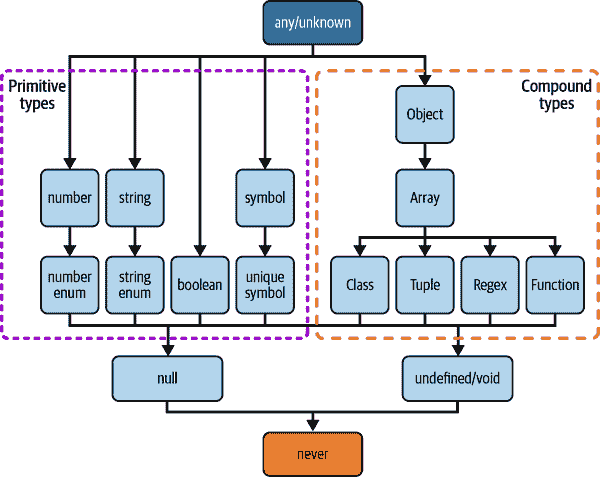 any/unknown
Primitive
types
Compound
types
Object
number
string
symbol
Array
number
enum
string
enum
boolean
unique
symbol
Class
Tuple
Regex
Function
null
undefined/void
never